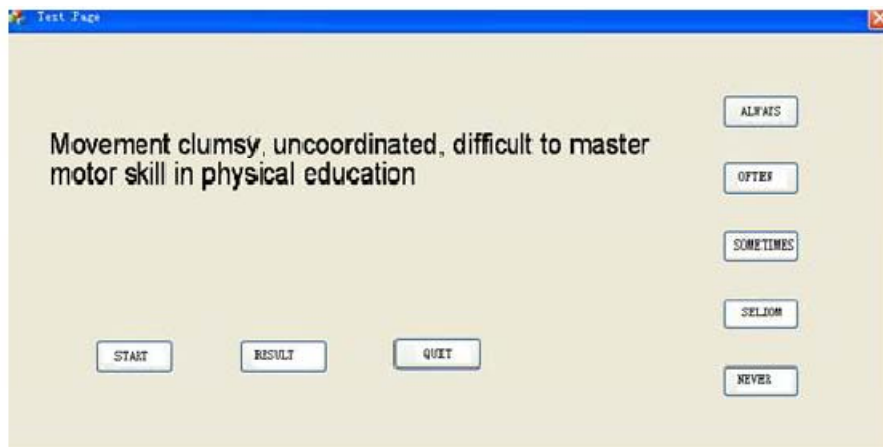 Test Page
Movement clumsy, uncoordinated, difficult to master
motor skill in physical education
ALWAYS
OFTEN
SOMETIMES
SELDOM
NEVER
START
RESULT
QUIT